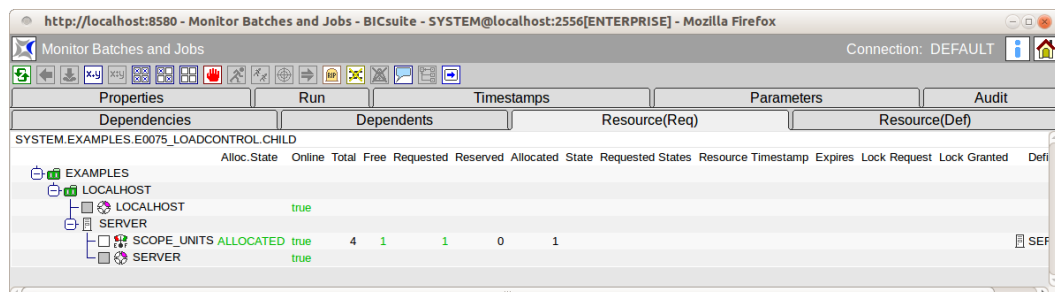 http://localhost:8580 - Monitor Batches and Jobs - BICsuite - SYSTEM@localhost:2556[ENTERPRISE] - Mozilla Firefox
Monitor Batches and Jobs Connection: DEFAULT
x,y x:y RIP
Properties Run Timestamps Parameters Audit
Dependencies Dependents Resource(Req) Resource(Def)
SYSTEM.EXAMPLES.E0075_LOADCONTROL.CHILD
Alloc.State Online Total Free Requested Reserved Allocated State Requested States Resource Timestamp Expires Lock Request Lock Granted Defi
EXAMPLES
LOCALHOST
LOCALHOST true
SERVER
SCOPE_UNITS ALLOCATED true 4 1 1 0 1 SEF
SERVER true